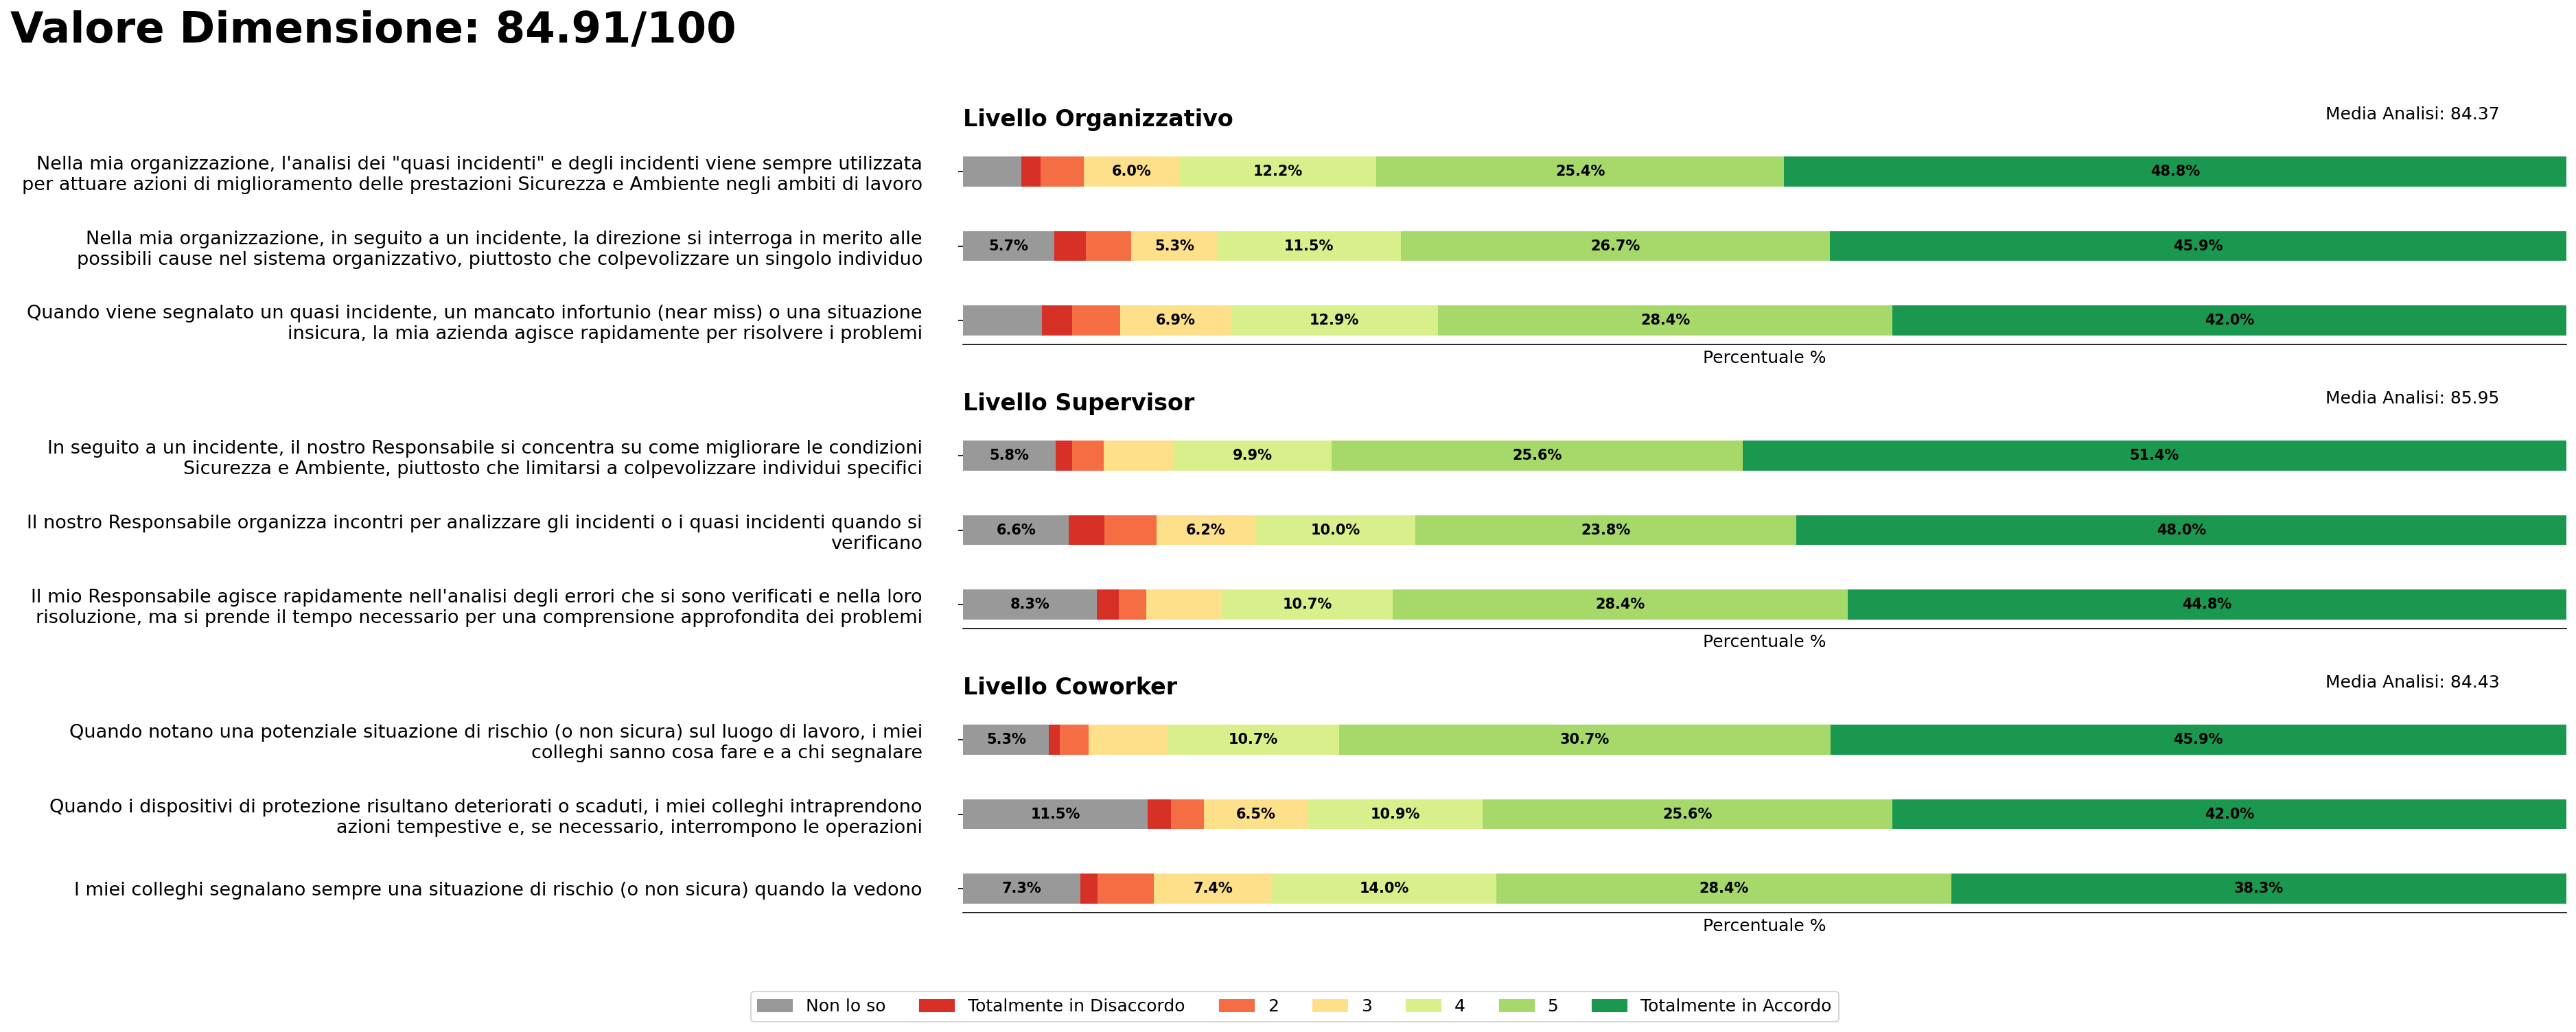 Valore Dimensione: 84.91/100
Livello Organizzativo
Media Analisi: 84.37
Nella mia organizzazione, l'analisi dei "quasi incidenti" e degli incidenti viene sempre utilizzata
per attuare azioni di miglioramento delle prestazioni Sicurezza e Ambiente negli ambiti di lavoro
6.0% 12.2% 25.4% 48.8%
Nella mia organizzazione, in seguito a un incidente, la direzione si interroga in merito alle
possibili cause nel sistema organizzativo, piuttosto che colpevolizzare un singolo individuo
5.7% 5.3% 11.5% 26.7% 45.9%
Quando viene segnalato un quasi incidente, un mancato infortunio (near miss) o una situazione
insicura, la mia azienda agisce rapidamente per risolvere i problemi
6.9% 12.9% 28.4% 42.0%
Percentuale %
Livello Supervisor
Media Analisi: 85.95
In seguito a un incidente, il nostro Responsabile si concentra su come migliorare le condizioni
Sicurezza e Ambiente, piuttosto che limitarsi a colpevolizzare individui specifici
5.8% 9.9% 25.6% 51.4%
Il nostro Responsabile organizza incontri per analizzare gli incidenti o i quasi incidenti quando si
verificano
6.6% 6.2% 10.0% 23.8% 48.0%
Il mio Responsabile agisce rapidamente nell'analisi degli errori che si sono verificati e nella loro
risoluzione, ma si prende il tempo necessario per una comprensione approfondita dei problemi
8.3% 10.7% 28.4% 44.8%
Percentuale %
Livello Coworker
Media Analisi: 84.43
Quando notano una potenziale situazione di rischio (o non sicura) sul luogo di lavoro, i miei
colleghi sanno cosa fare e a chi segnalare
5.3% 10.7% 30.7% 45.9%
Quando i dispositivi di protezione risultano deteriorati o scaduti, i miei colleghi intraprendono
azioni tempestive e, se necessario, interrompono le operazioni
11.5% 6.5% 10.9% 25.6% 42.0%
I miei colleghi segnalano sempre una situazione di rischio (o non sicura) quando la vedono
7.3% 7.4% 14.0% 28.4% 38.3%
Percentuale %
Non lo so Totalmente in Disaccordo 2 3 4 5 Totalmente in Accordo